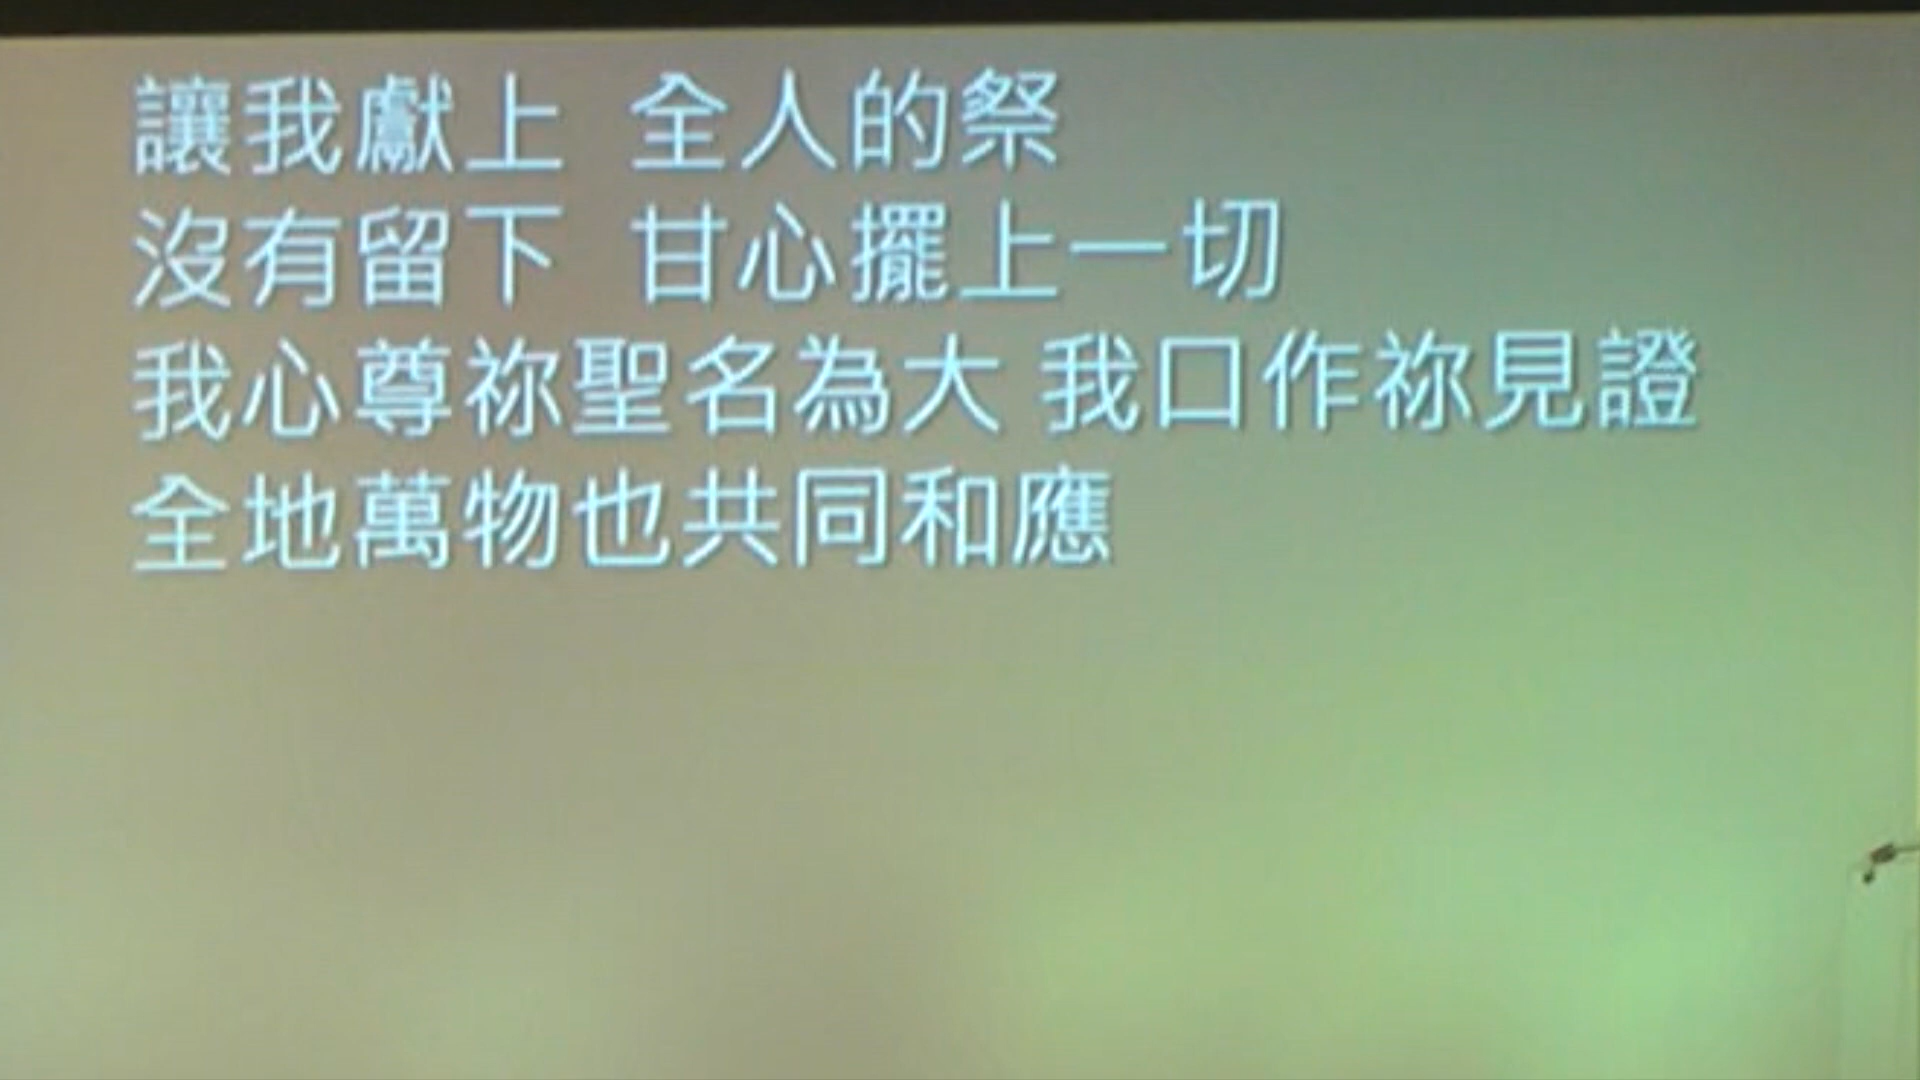 讓我獻上 全人的祭
沒有留下 甘心擺上一切
我心尊祢聖名為大 我口作祢見證
全地萬物也共同和應